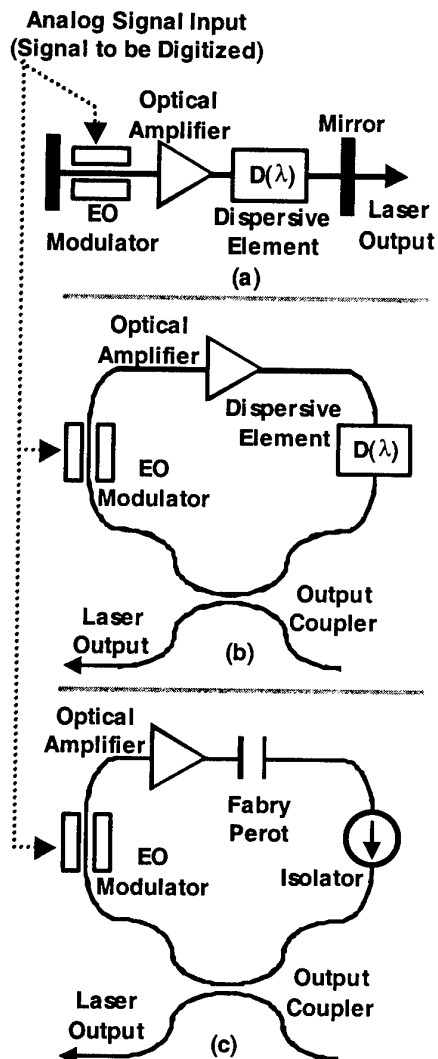 Analog Signal Input
(Signal to be Digitized)
Optical
Amplifier
Mirror
D(λ)
EO
Modulator
Dispersive
Element
Laser
Output
(a)
Optical
Amplifier
Dispersive
Element
D(λ)
EO
Modulator
Output
Coupler
Laser
Output
(b)
Optical
Amplifier
Fabry
Perot
EO
Modulator
Isolator
Output
Coupler
Laser
Output
(c)